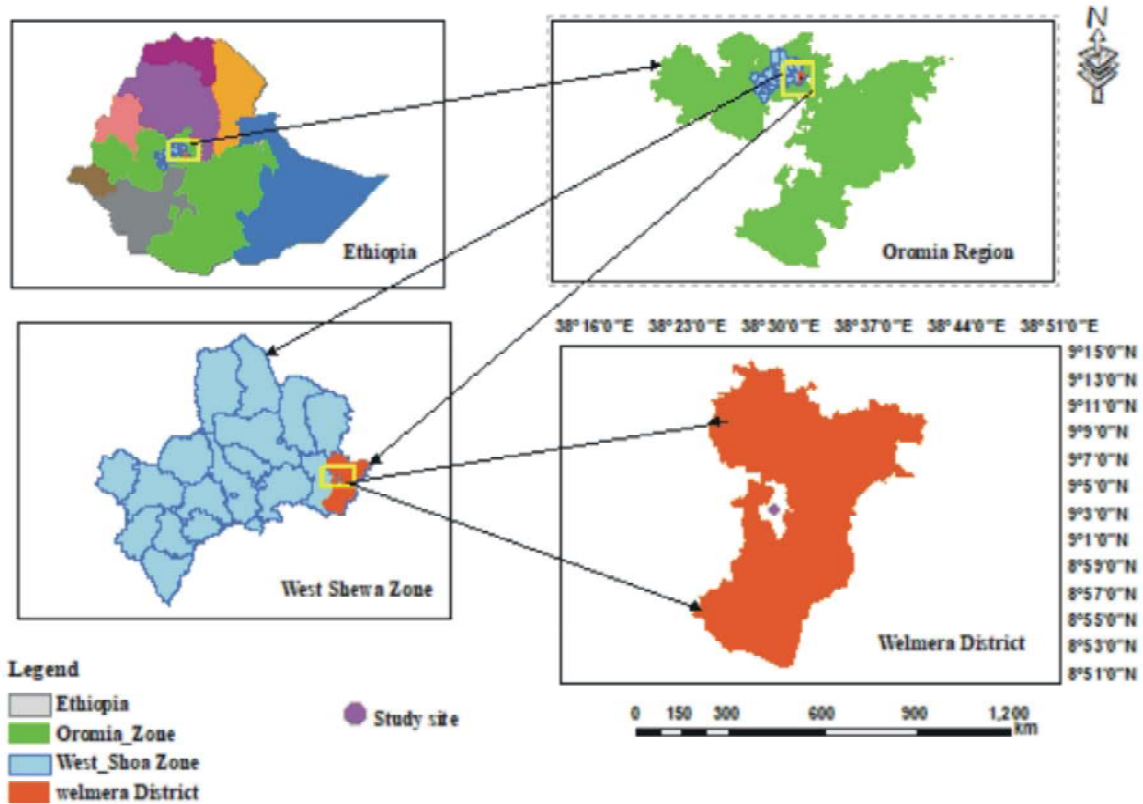 N
Ethiopia
Oromia Region
38°16'0"E 38°23'0"E 38°30'0"E 38°37'0"E 38°44'0"E 38°51'0"E
9°15'0"N
9°13'0"N
9°11'0"N
9°9'0"N
9°7'0"N
9°5'0"N
9°3'0"N
9°1'0"N
8°59'0"N
8°57'0"N
8°55'0"N
8°53'0"N
8°51'0"N
West Shewa Zone
Welmera District
Legend
Ethiopia
Oromia_Zone
West_Shoa Zone
welmera District
Study site
0 150 300 600 900 1,200
km